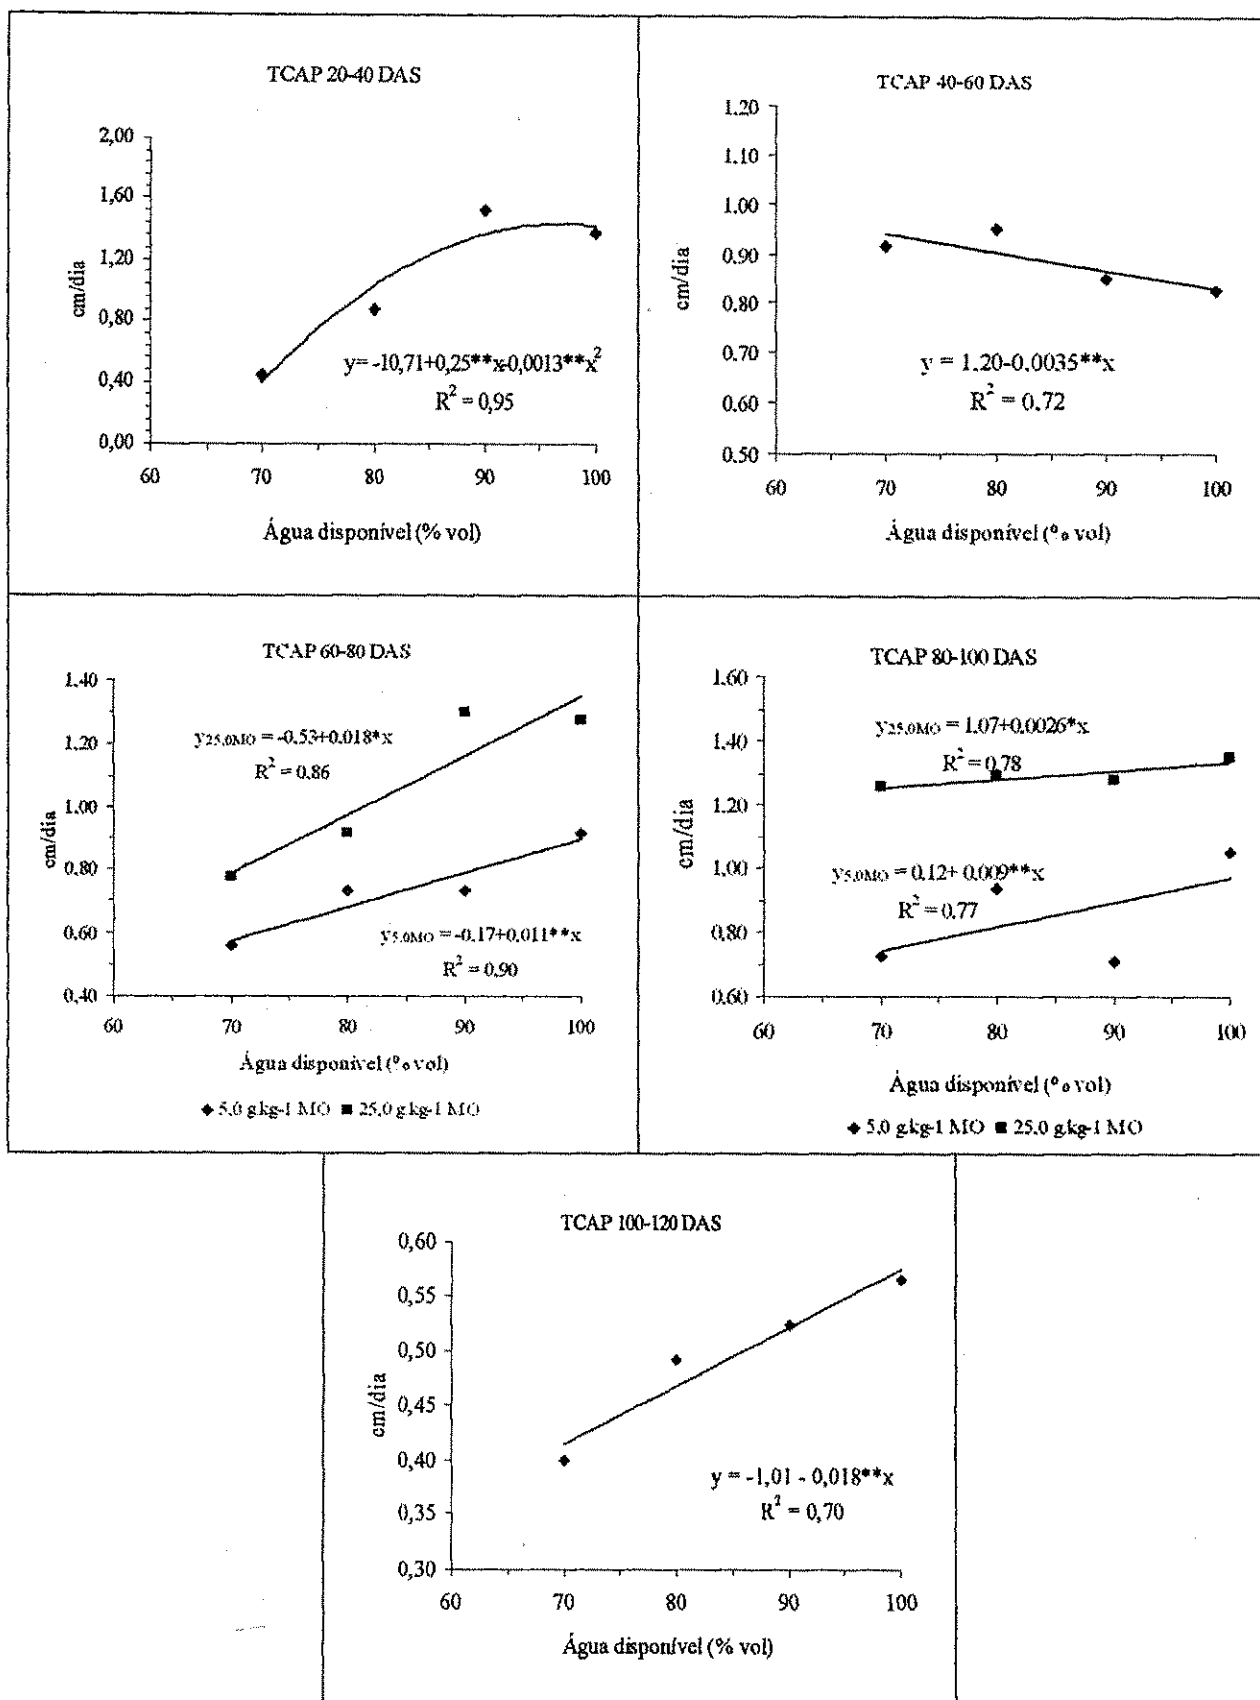 TCAP 20-40 DAS
2,00
1,60
1,20
0,80
0,40
0,00
cm/dia
y= -10,71+0,25**x-0,0013**x²
R² = 0,95
60 70 80 90 100
Água disponível (% vol)
TCAP 40-60 DAS
1.20
1.10
1.00
0.90
0.80
0.70
0.60
0.50
cm/dia
y = 1.20-0.0035**x
R² = 0.72
60 70 80 90 100
Água disponível (% vol)
TCAP 60-80 DAS
1.40
1.20
1.00
0.80
0.60
0,40
cm/dia
y25,0MO = -0.53+0.018*x
R² = 0.86
y5,0MO = -0.17+0.011**x
R² = 0,90
60 70 80 90 100
Água disponível (% vol)
5,0 g.kg-1 MO 25,0 g.kg-1 MO
TCAP 80-100 DAS
1.60
1.40
1.20
1.00
0.80
0.60
cm/dia
y25,0MO = 1.07+0.0026*x
R² = 0.78
y5,0MO = 0.12+ 0.009**x
R² = 0.77
60 70 80 90 100
Água disponível (% vol)
5,0 g.kg-1 MO 25,0 g.kg-1 MO
TCAP 100-120 DAS
0,60
0,55
0,50
0,45
0,40
0,35
0,30
cm/dia
y = -1,01 - 0,018**x
R² = 0,70
60 70 80 90 100
Água disponível (% vol)